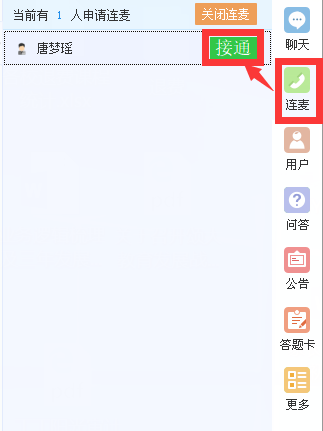 当前有 1 人申请连麦 关闭连麦
唐梦瑶 接通
聊天
连麦
用户
问答
公告
答题卡
更多